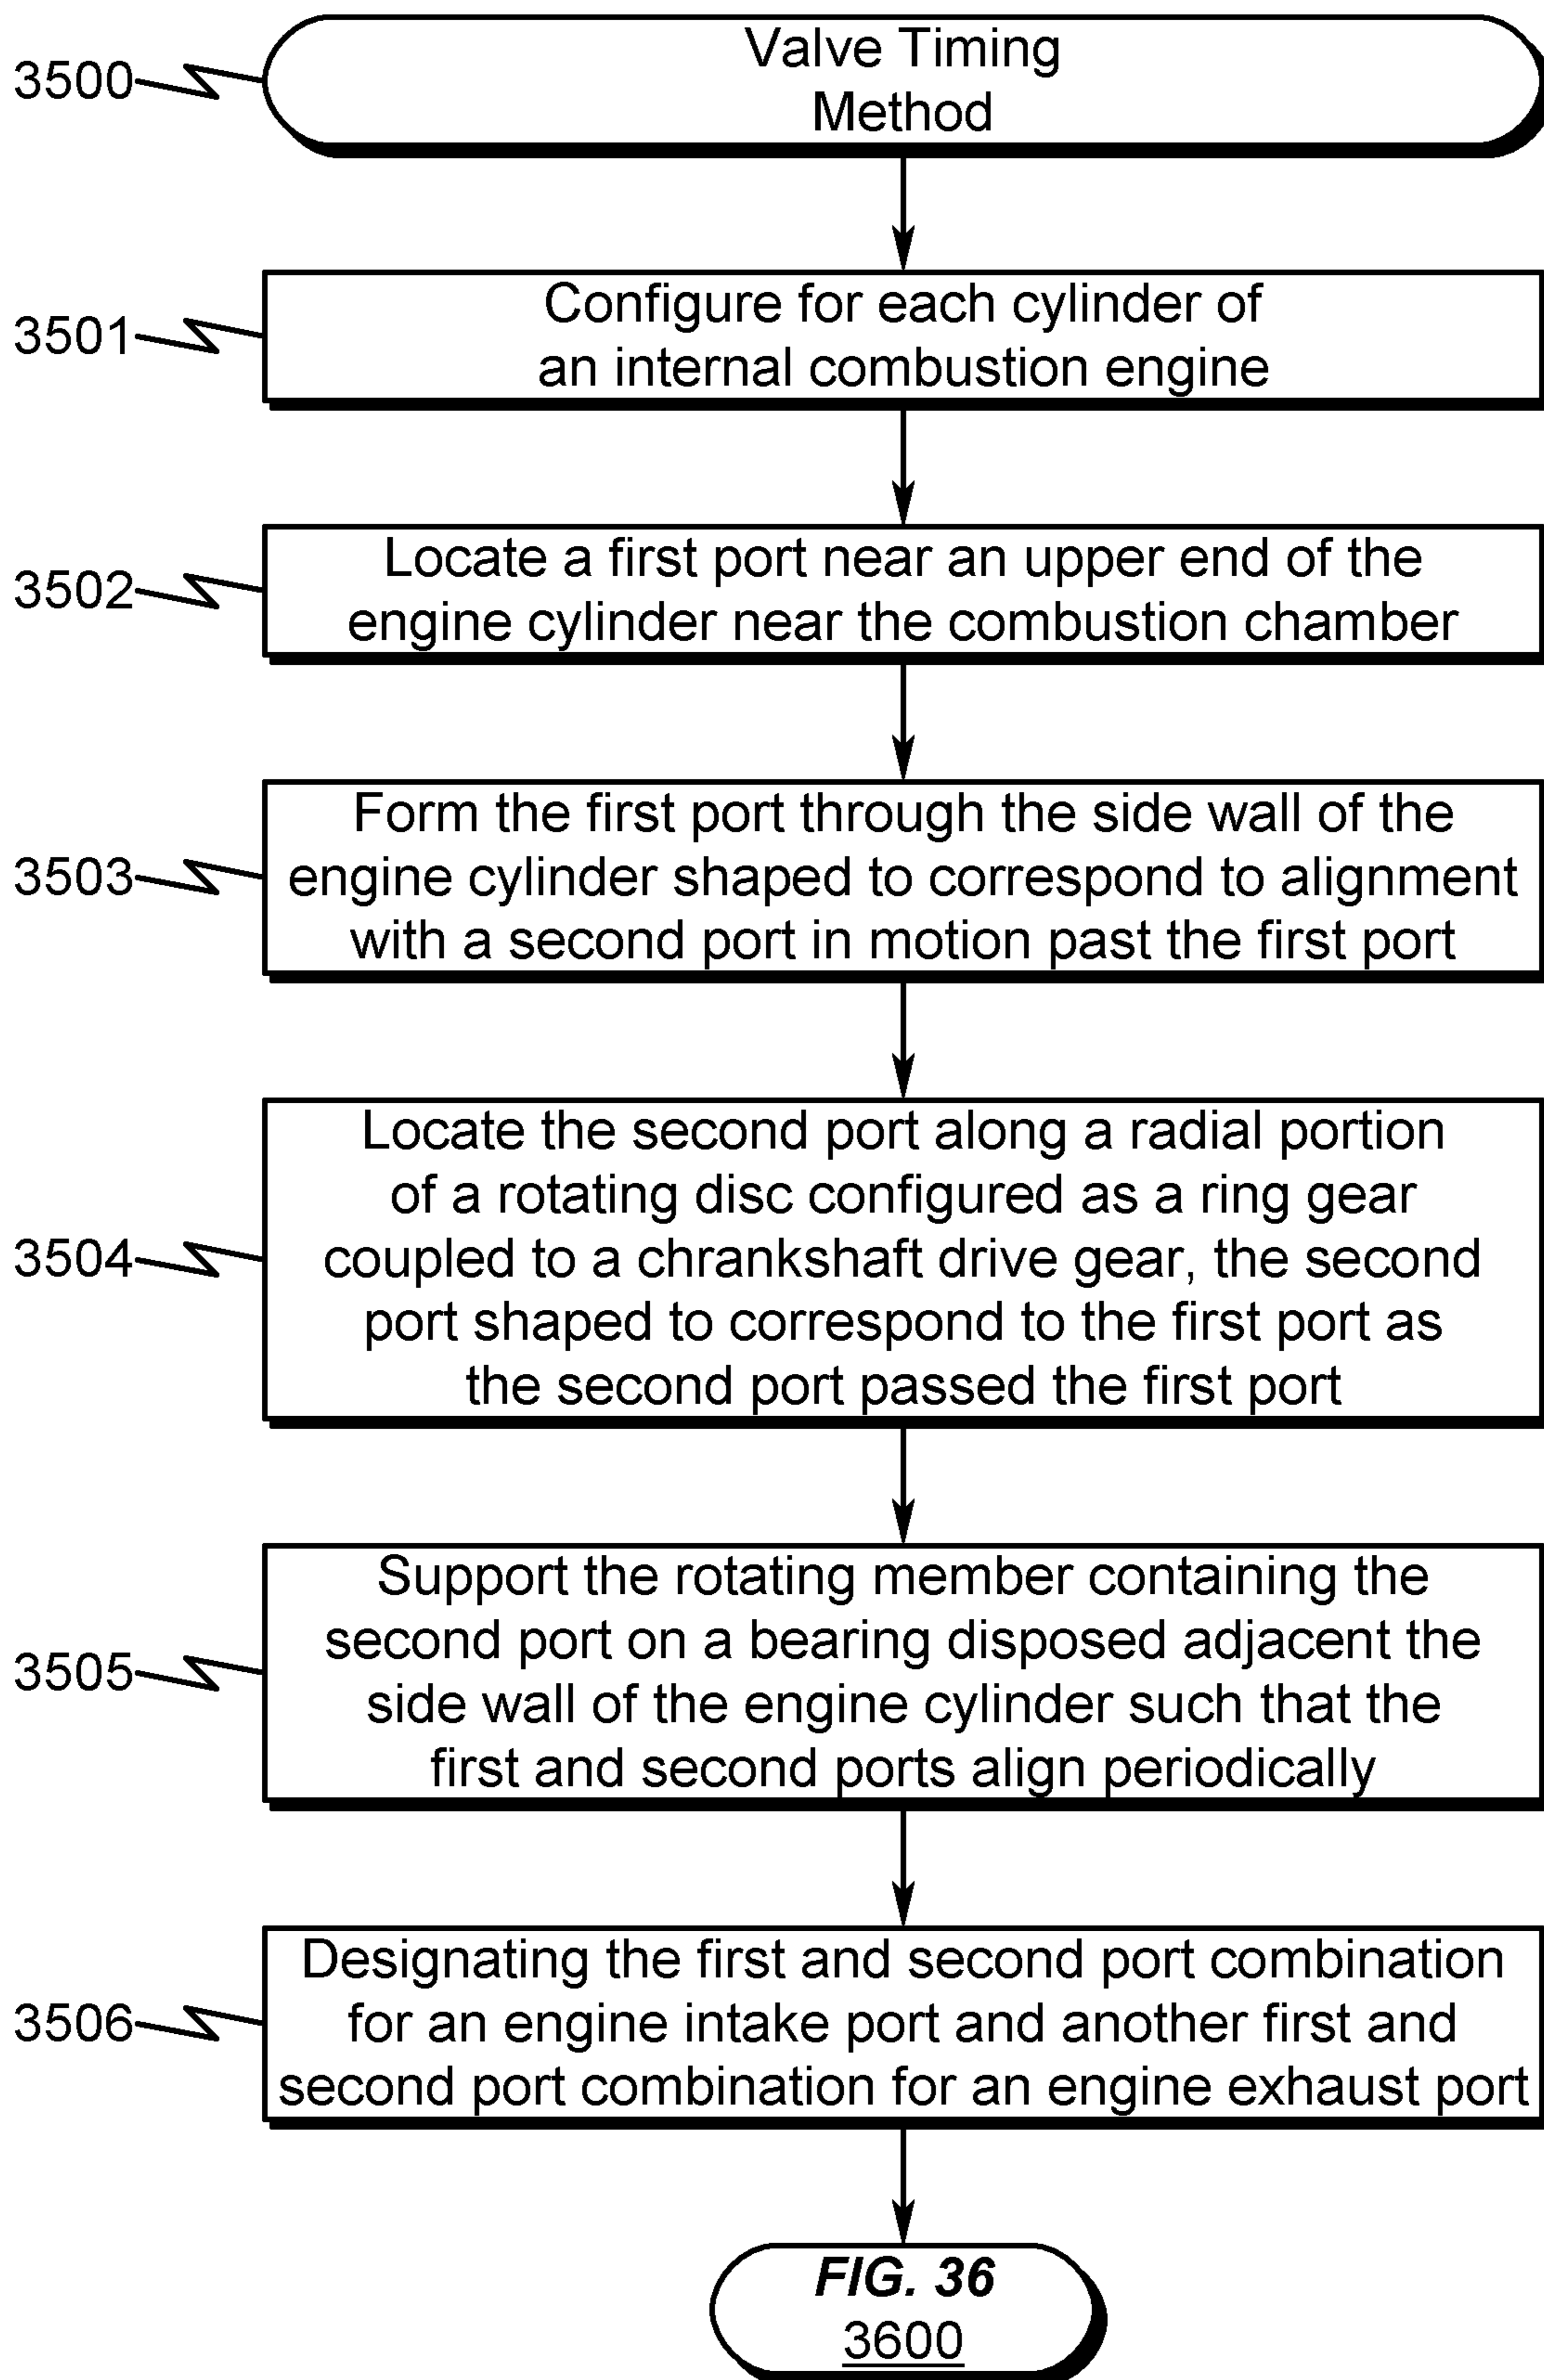 3500
Valve Timing
Method
3501
Configure for each cylinder of
an internal combustion engine
3502
Locate a first port near an upper end of the
engine cylinder near the combustion chamber
3503
Form the first port through the side wall of the
engine cylinder shaped to correspond to alignment
with a second port in motion past the first port
3504
Locate the second port along a radial portion
of a rotating disc configured as a ring gear
coupled to a chrankshaft drive gear, the second
port shaped to correspond to the first port as
the second port passed the first port
3505
Support the rotating member containing the
second port on a bearing disposed adjacent the
side wall of the engine cylinder such that the
first and second ports align periodically
3506
Designating the first and second port combination
for an engine intake port and another first and
second port combination for an engine exhaust port
FIG. 36
3600